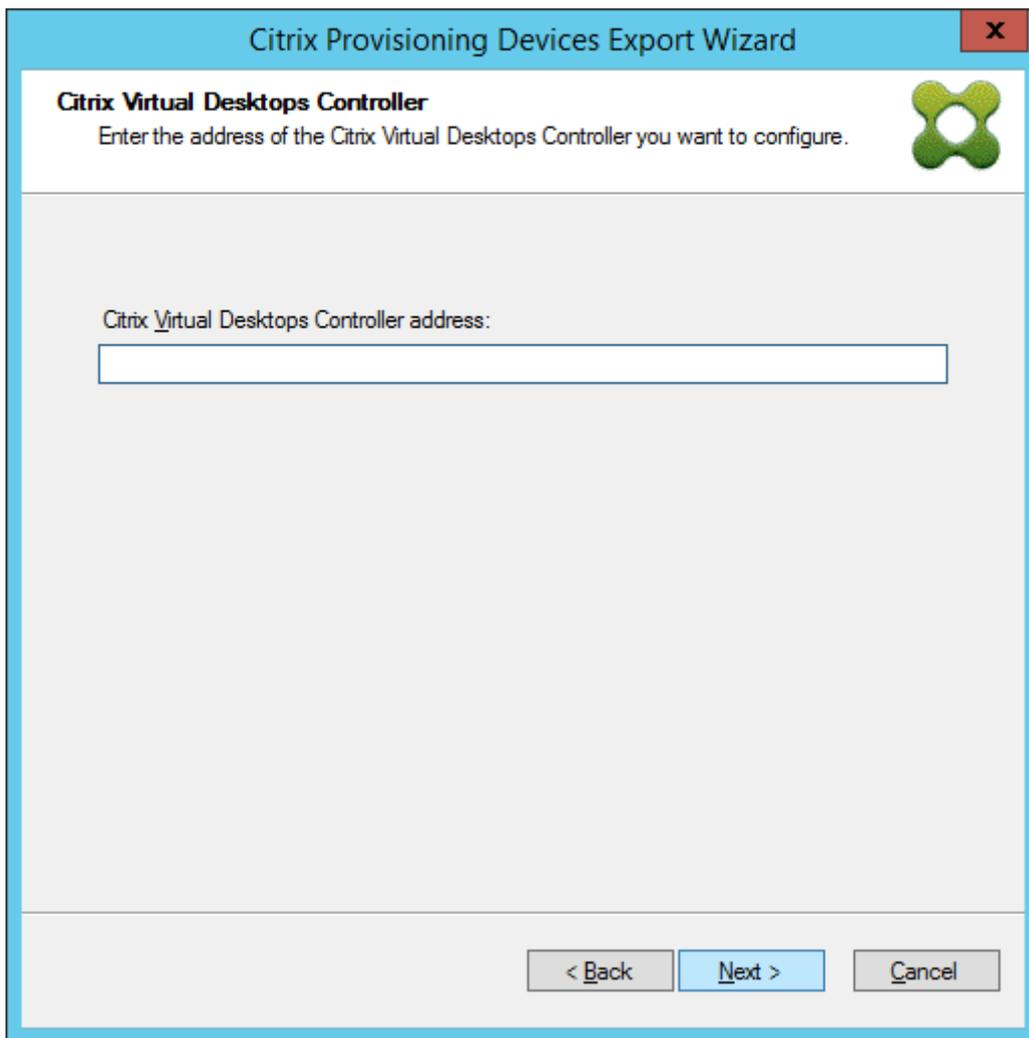 Citrix Provisioning Devices Export Wizard
x
Citrix Virtual Desktops Controller
Enter the address of the Citrix Virtual Desktops Controller you want to configure.
Citrix Virtual Desktops Controller address:
< Back
Next >
Cancel